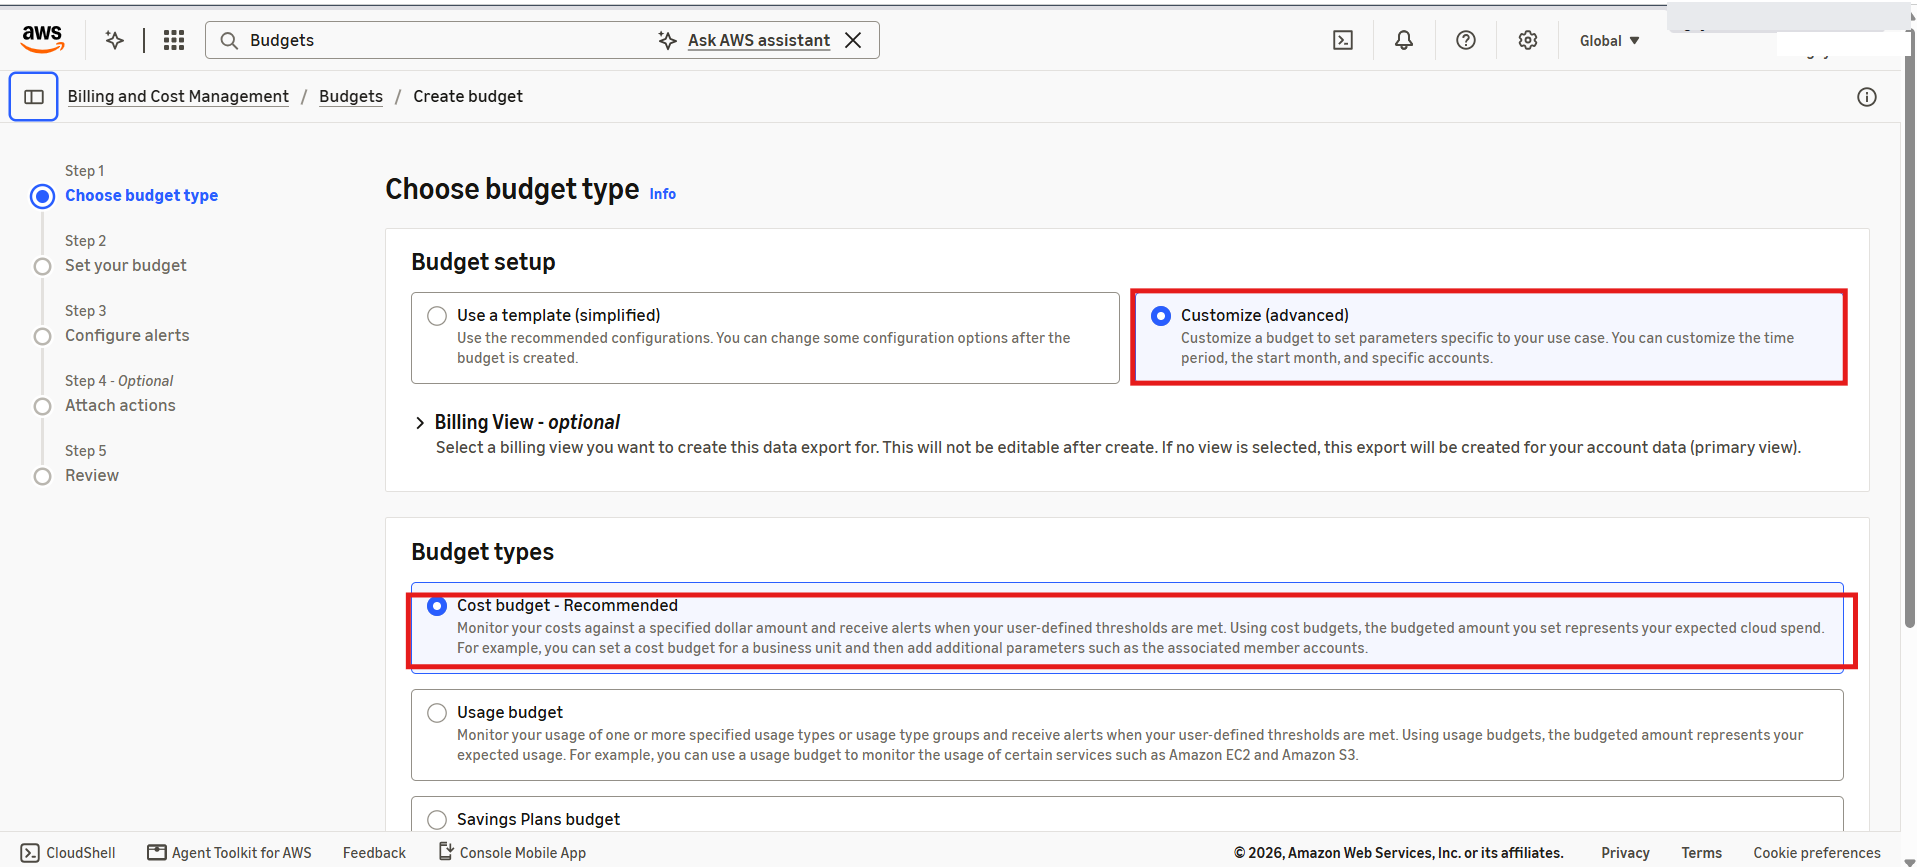 aws
Budgets
Ask AWS assistant
Global
Billing and Cost Management / Budgets / Create budget
Step 1
Choose budget type
Step 2
Set your budget
Step 3
Configure alerts
Step 4 - Optional
Attach actions
Step 5
Review
Choose budget type Info
Budget setup
Use a template (simplified)
Use the recommended configurations. You can change some configuration options after the
budget is created.
Customize (advanced)
Customize a budget to set parameters specific to your use case. You can customize the time
period, the start month, and specific accounts.
Billing View - optional
Select a billing view you want to create this data export for. This will not be editable after create. If no view is selected, this export will be created for your account data (primary view).
Budget types
Cost budget - Recommended
Monitor your costs against a specified dollar amount and receive alerts when your user-defined thresholds are met. Using cost budgets, the budgeted amount you set represents your expected cloud spend.
For example, you can set a cost budget for a business unit and then add additional parameters such as the associated member accounts.
Usage budget
Monitor your usage of one or more specified usage types or usage type groups and receive alerts when your user-defined thresholds are met. Using usage budgets, the budgeted amount represents your
expected usage. For example, you can use a usage budget to monitor the usage of certain services such as Amazon EC2 and Amazon S3.
Savings Plans budget
CloudShell Agent Toolkit for AWS Feedback Console Mobile App © 2026, Amazon Web Services, Inc. or its affiliates. Privacy Terms Cookie preferences